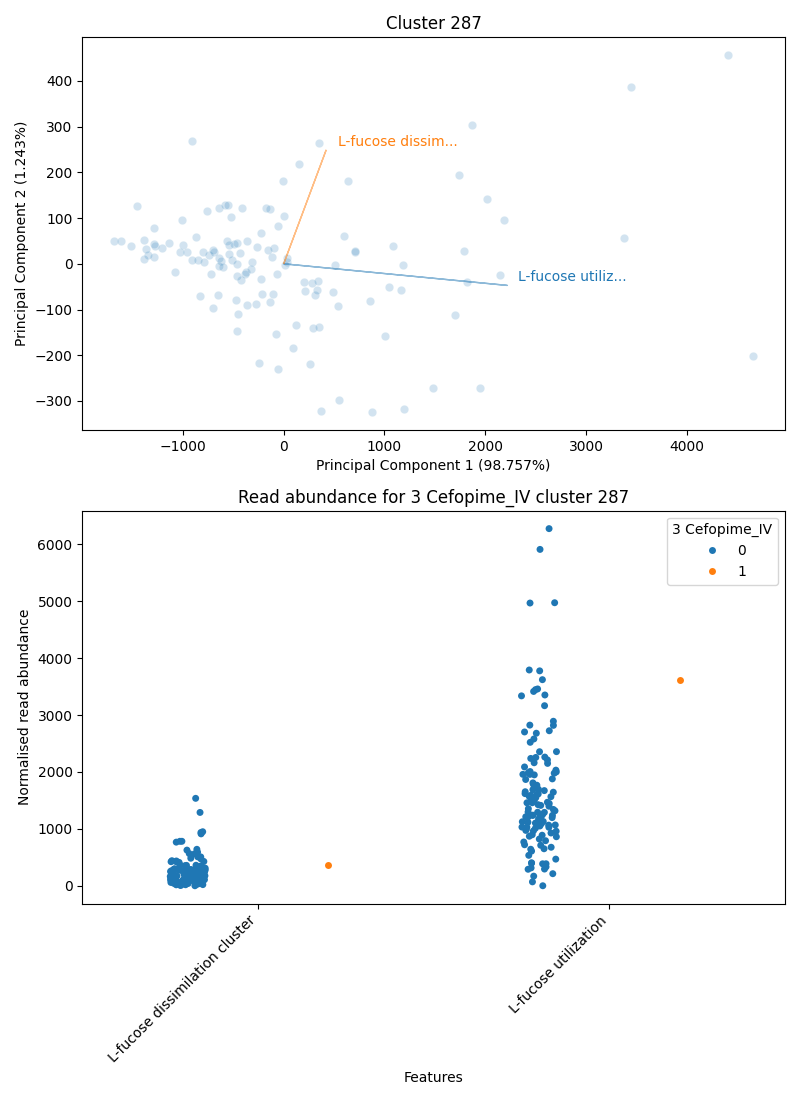 Cluster 287
400
300
200
100
0
−100
−200
−300
Principal Component 2 (1.243%)
L-fucose dissim...
L-fucose utiliz...
−1000
0
1000
2000
3000
4000
Principal Component 1 (98.757%)
Read abundance for 3 Cefopime_IV cluster 287
6000
5000
4000
3000
2000
1000
0
Normalised read abundance
3 Cefopime_IV
0
1
L-fucose dissimilation cluster
L-fucose utilization
Features